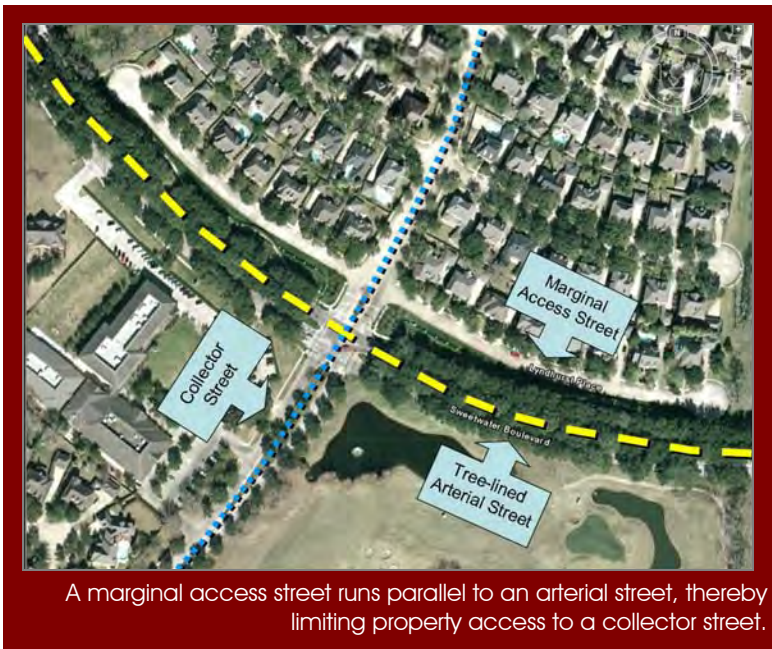 N
Marginal
Access Street
Lyndhurst Place
Collector
Street
Sweetwater Boulevard
Tree-lined
Arterial Street
A marginal access street runs parallel to an arterial street, thereby
limiting property access to a collector street.